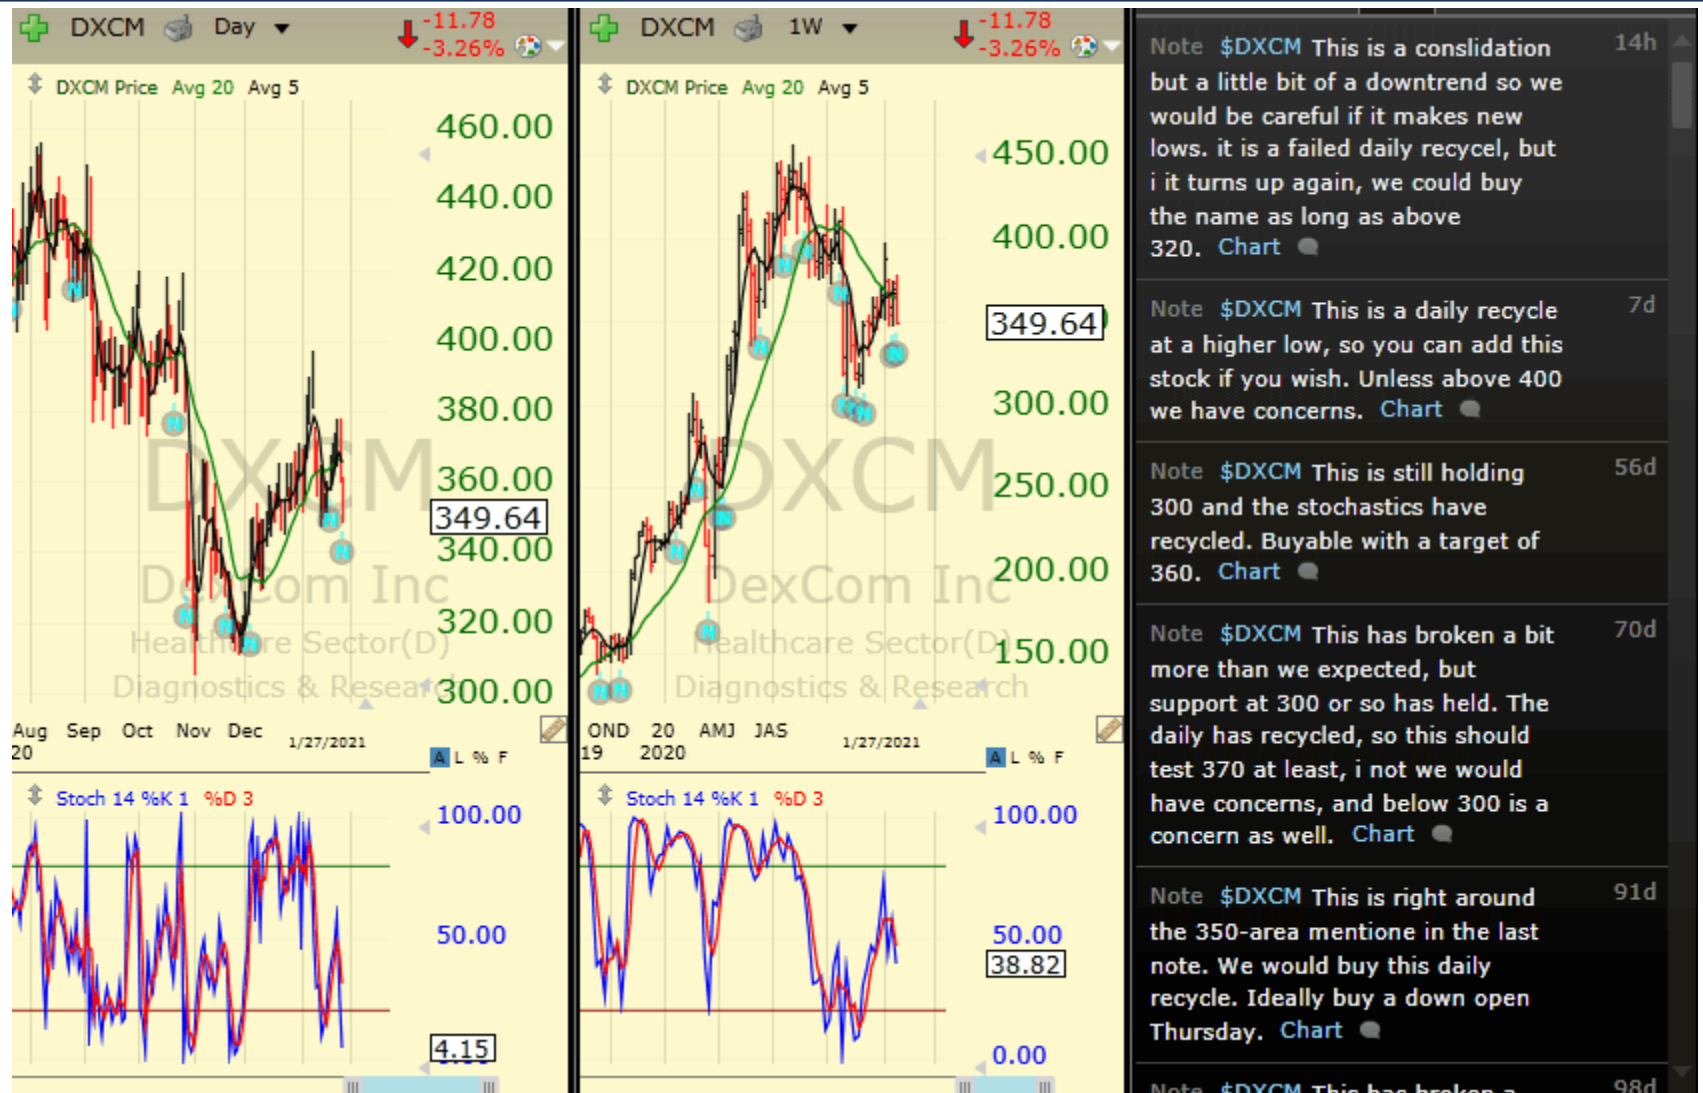 DXCM Day
-11.78
-3.26%
DXCM Price Avg 20 Avg 5
460.00
440.00
420.00
400.00
380.00
360.00
349.64
340.00
320.00
300.00
DXCM
DexCom Inc
Healthcare Sector(D)
Diagnostics & Research
N
N
N
N
N
N
N
Aug Sep Oct Nov Dec
20
1/27/2021
A L % F
Stoch 14 %K 1 %D 3
100.00
50.00
4.15
DXCM 1W
-11.78
-3.26%
DXCM Price Avg 20 Avg 5
450.00
400.00
349.64
300.00
250.00
200.00
150.00
DXCM
DexCom Inc
Healthcare Sector(D)
Diagnostics & Research
N
N
N
N
N
N
N
N
N
N
N
N
N
OND 20 AMJ JAS
19 2020
1/27/2021
A L % F
Stoch 14 %K 1 %D 3
100.00
50.00
38.82
0.00
Note $DXCM This is a conslidation 14h
but a little bit of a downtrend so we
would be careful if it makes new
lows. it is a failed daily recycel, but
i it turns up again, we could buy
the name as long as above
320. Chart
Note $DXCM This is a daily recycle 7d
at a higher low, so you can add this
stock if you wish. Unless above 400
we have concerns. Chart
Note $DXCM This is still holding 56d
300 and the stochastics have
recycled. Buyable with a target of
360. Chart
Note $DXCM This has broken a bit 70d
more than we expected, but
support at 300 or so has held. The
daily has recycled, so this should
test 370 at least, i not we would
have concerns, and below 300 is a
concern as well. Chart
Note $DXCM This is right around 91d
the 350-area mentione in the last
note. We would buy this daily
recycle. Ideally buy a down open
Thursday. Chart
Note $DXCM This has broken a 98d